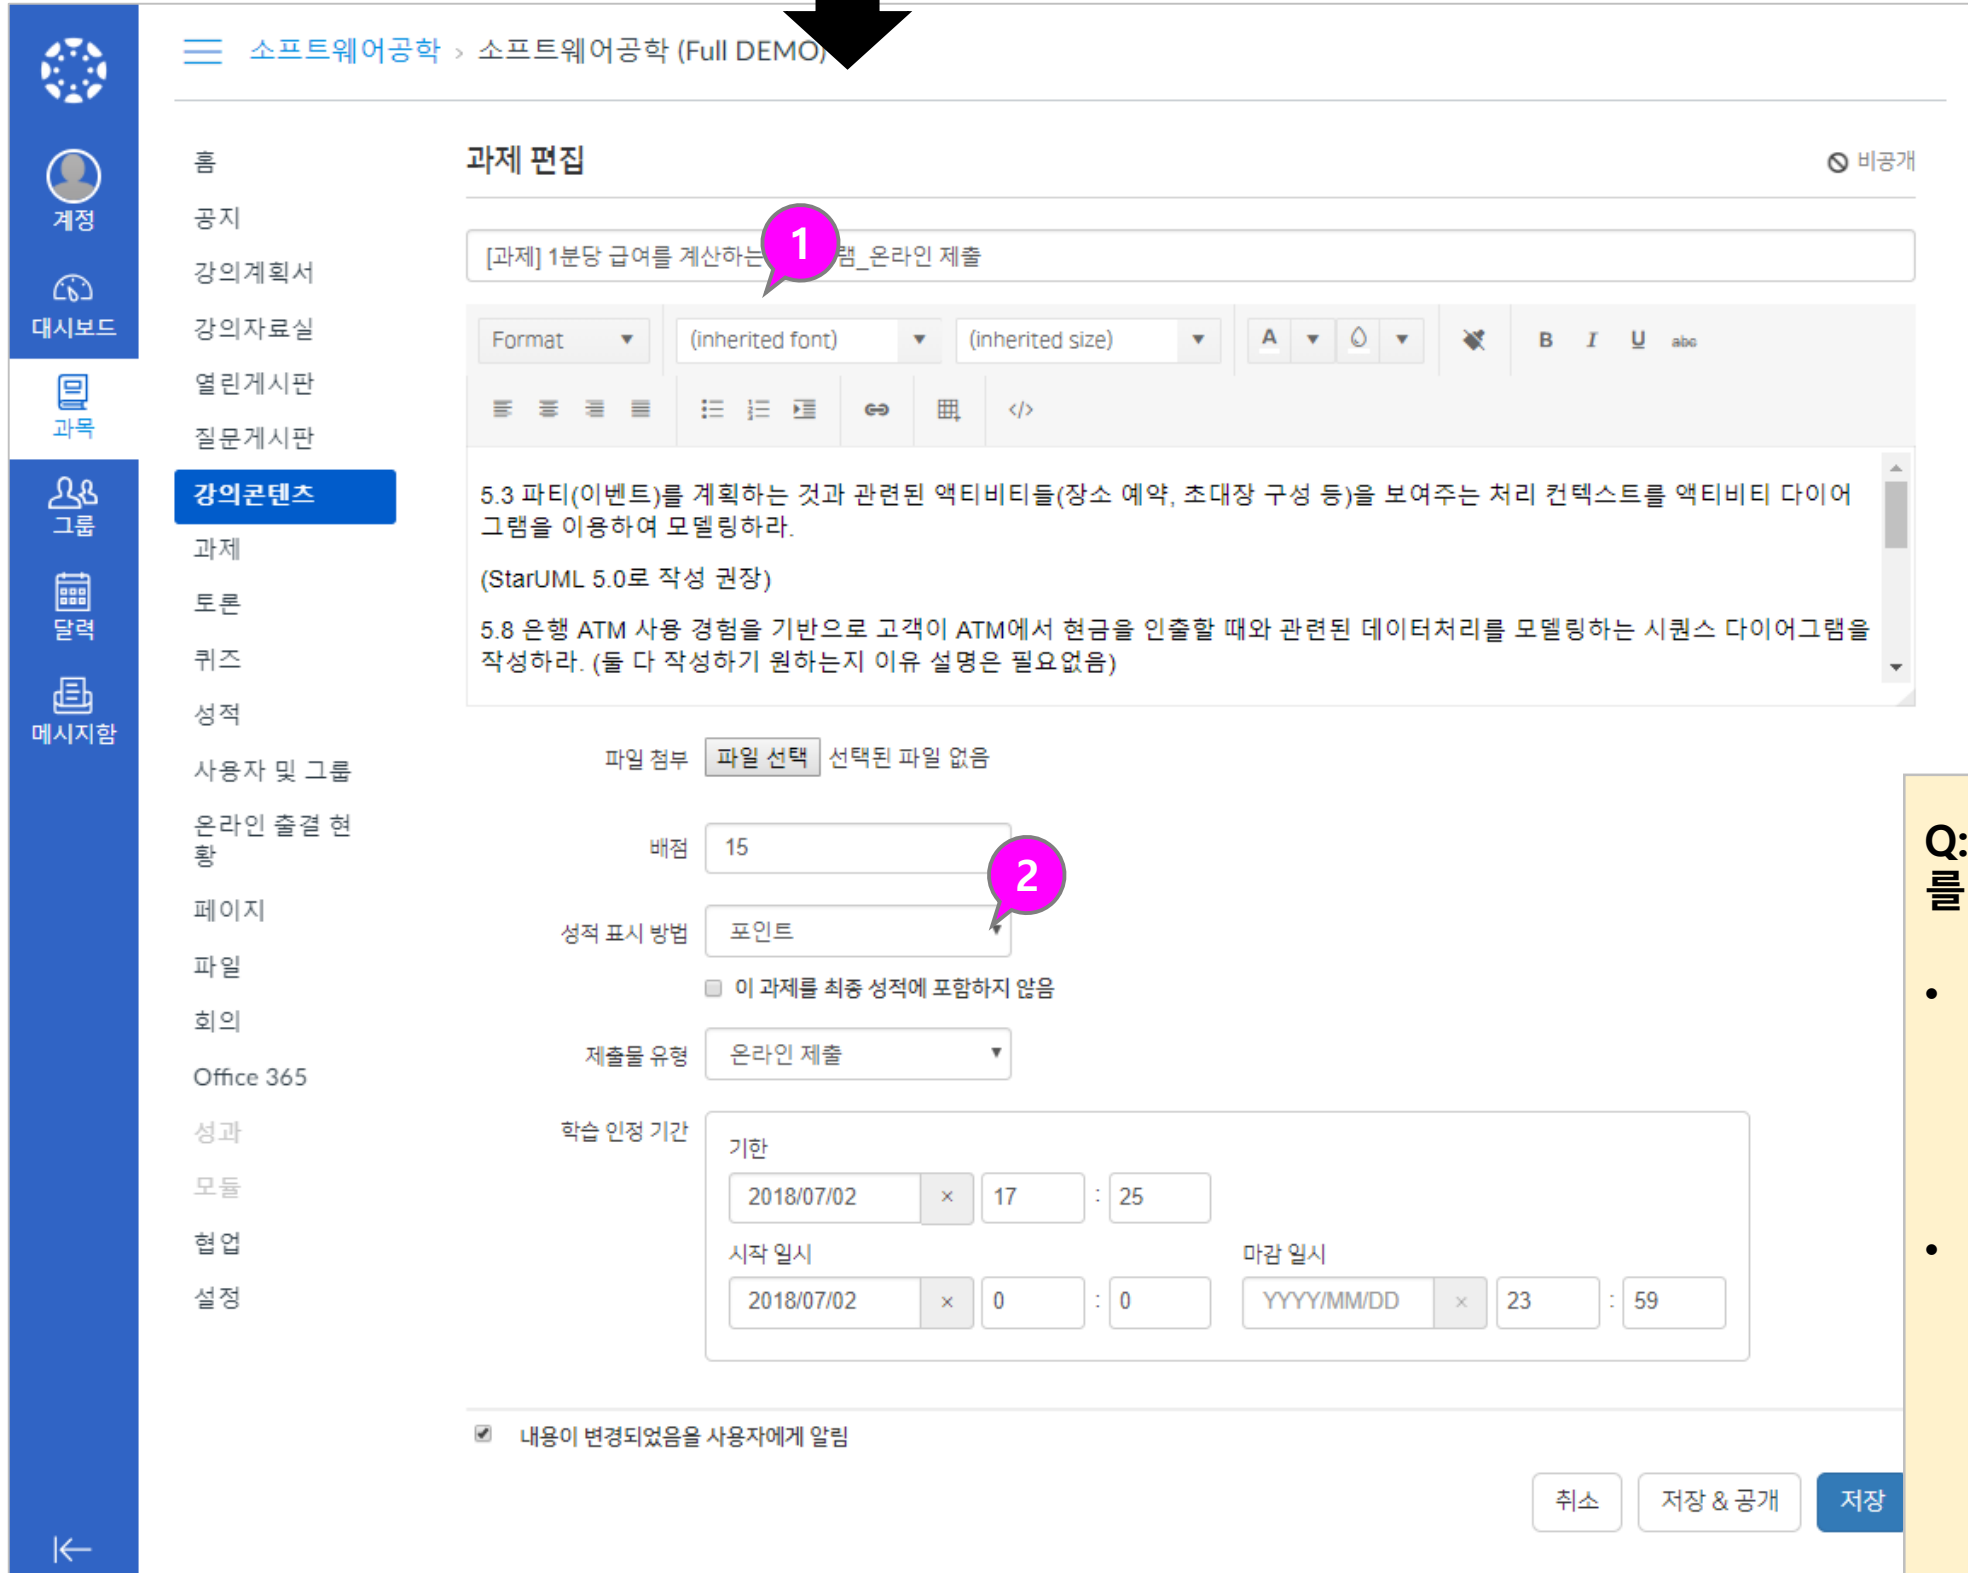 소프트웨어공학 › 소프트웨어공학 (Full DEMO)
계정
대시보드
과목
그룹
달력
메시지함
홈
공지
강의계획서
강의자료실
열린게시판
질문게시판
강의콘텐츠
과제
토론
퀴즈
성적
사용자 및 그룹
온라인 출결 현
황
페이지
파일
회의
Office 365
성과
모듈
협업
설정
과제 편집
비공개
1
[과제] 1분당 급여를 계산하는 램_온라인 제출
Format (inherited font) (inherited size) A B I U abc
</>
5.3 파티(이벤트)를 계획하는 것과 관련된 액티비티들(장소 예약, 초대장 구성 등)을 보여주는 처리 컨텍스트를 액티비티 다이어
그램을 이용하여 모델링하라.
(StarUML 5.0로 작성 권장)
5.8 은행 ATM 사용 경험을 기반으로 고객이 ATM에서 현금을 인출할 때와 관련된 데이터처리를 모델링하는 시퀀스 다이어그램을
작성하라. (둘 다 작성하기 원하는지 이유 설명은 필요없음)
파일 첨부 파일 선택 선택된 파일 없음
배점 15
2
성적 표시 방법 포인트
이 과제를 최종 성적에 포함하지 않음
제출물 유형 온라인 제출
학습 인정 기간
기한
2018/07/02 × 17 : 25
시작 일시 마감 일시
2018/07/02 × 0 : 0 YYYY/MM/DD × 23 : 59
내용이 변경되었음을 사용자에게 알림
취소 저장 & 공개 저장
Q:
를
•
•